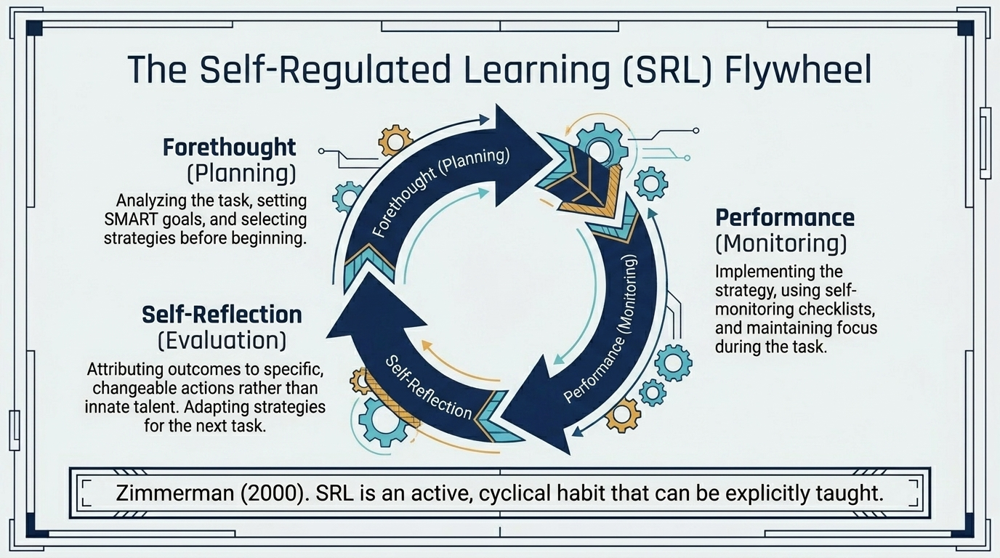 The Self-Regulated Learning (SRL) Flywheel
Forethought
(Planning)
Analyzing the task, setting
SMART goals, and selecting
strategies before beginning.
Forethought (Planning)
Performance
(Monitoring)
Implementing the
strategy, using self-
monitoring checklists,
and maintaining focus
during the task.
Performance (Monitoring)
Self-Reflection
(Evaluation)
Attributing outcomes to specific,
changeable actions rather than
innate talent. Adapting strategies
for the next task.
Self-Reflection
Zimmerman (2000). SRL is an active, cyclical habit that can be explicitly taught.